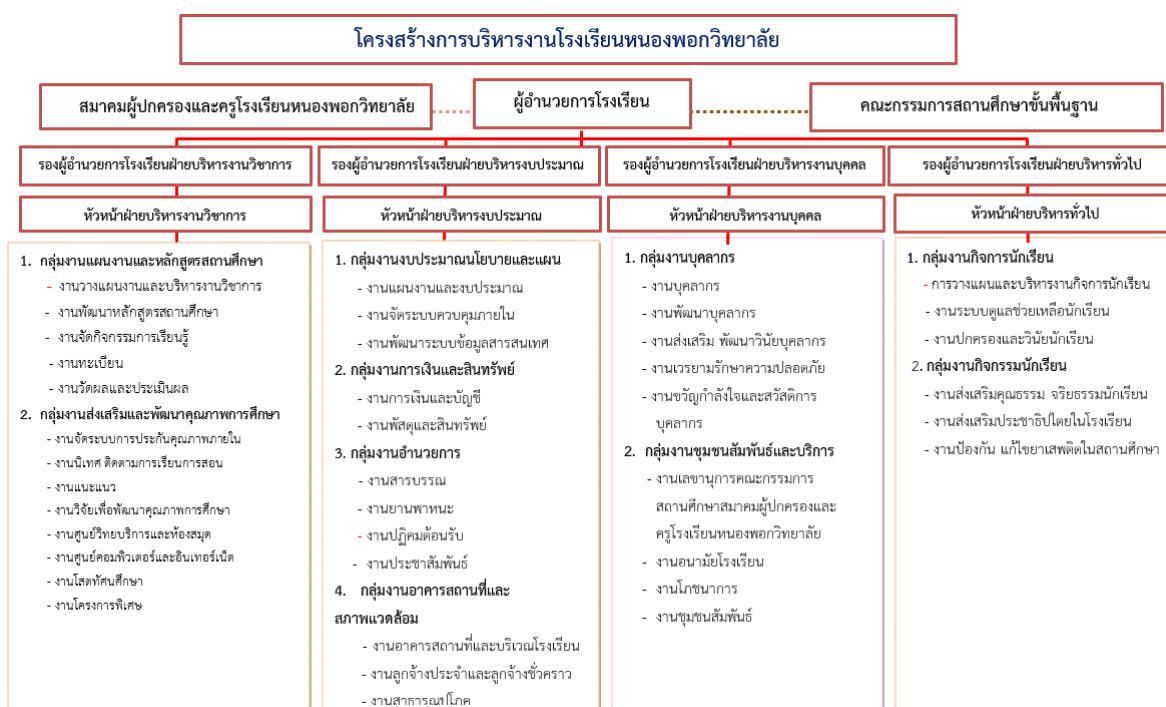 โครงสร้างการบริหารงานโรงเรียนหนองพอกวิทยาลัย
สมาคมผู้ปกครองและครูโรงเรียนหนองพอกวิทยาลัย
ผู้อำนวยการโรงเรียน
คณะกรรมการสถานศึกษาขั้นพื้นฐาน
รองผู้อำนวยการโรงเรียนฝ่ายบริหารงานวิชาการ
รองผู้อำนวยการโรงเรียนฝ่ายบริหารงบประมาณ
รองผู้อำนวยการโรงเรียนฝ่ายบริหารงานบุคคล
รองผู้อำนวยการโรงเรียนฝ่ายบริหารทั่วไป
หัวหน้าฝ่ายบริหารงานวิชาการ
หัวหน้าฝ่ายบริหารงบประมาณ
หัวหน้าฝ่ายบริหารงานบุคคล
หัวหน้าฝ่ายบริหารทั่วไป
1. กลุ่มงานแผนงานและหลักสูตรสถานศึกษา
- งานวางแผนงานและบริหารงานวิชาการ
- งานพัฒนาหลักสูตรสถานศึกษา
- งานจัดกิจกรรมการเรียนรู้
- งานทะเบียน
- งานวัดผลและประเมินผล
2. กลุ่มงานส่งเสริมและพัฒนาคุณภาพการศึกษา
- งานจัดระบบการประกันคุณภาพภายใน
- งานนิเทศ ติดตามการเรียนการสอน
- งานแนะแนว
- งานวิจัยเพื่อพัฒนาคุณภาพการศึกษา
- งานศูนย์วิทยบริการและห้องสมุด
- งานศูนย์คอมพิวเตอร์และอินเทอร์เน็ต
- งานโสตทัศนศึกษา
- งานโครงการพิเศษ
1. กลุ่มงานงบประมาณนโยบายและแผน
- งานแผนงานและงบประมาณ
- งานจัดระบบควบคุมภายใน
- งานพัฒนาระบบข้อมูลสารสนเทศ
2. กลุ่มงานการเงินและสินทรัพย์
- งานการเงินและบัญชี
- งานพัสดุและสินทรัพย์
3. กลุ่มงานอำนวยการ
- งานสารบรรณ
- งานยานพาหนะ
- งานปฏิคมต้อนรับ
- งานประชาสัมพันธ์
4. กลุ่มงานอาคารสถานที่และ
สภาพแวดล้อม
- งานอาคารสถานที่และบริเวณโรงเรียน
- งานลูกจ้างประจำและลูกจ้างชั่วคราว
- งานสาธารณูปโภค
1. กลุ่มงานบุคลากร
- งานบุคลากร
- งานพัฒนาบุคลากร
- งานส่งเสริม พัฒนาวินัยบุคลากร
- งานเวรยามรักษาความปลอดภัย
- งานขวัญกำลังใจและสวัสดิการ
บุคลากร
2. กลุ่มงานชุมชนสัมพันธ์และบริการ
- งานเลขานุการคณะกรรมการ
สถานศึกษาสมาคมผู้ปกครองและ
ครูโรงเรียนหนองพอกวิทยาลัย
- งานอนามัยโรงเรียน
- งานโภชนาการ
- งานชุมชนสัมพันธ์
1. กลุ่มงานกิจการนักเรียน
- การวางแผนและบริหารงานกิจการนักเรียน
- งานระบบดูแลช่วยเหลือนักเรียน
- งานปกครองและวินัยนักเรียน
2. กลุ่มงานกิจกรรมนักเรียน
- งานส่งเสริมคุณธรรม จริยธรรมนักเรียน
- งานส่งเสริมประชาธิปไตยในโรงเรียน
- งานป้องกัน แก้ไขยาเสพติดในสถานศึกษา